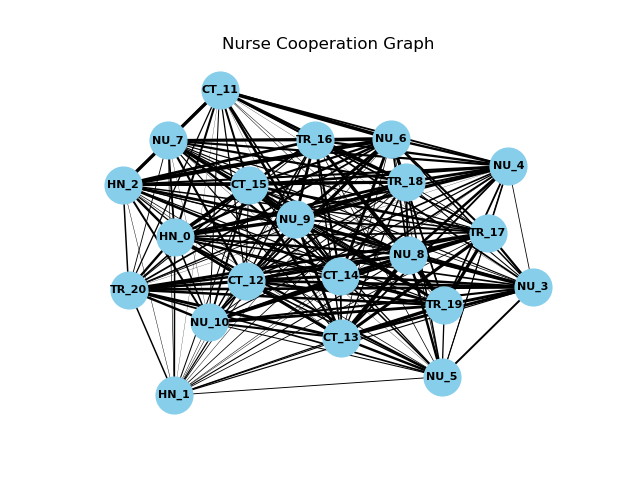 Nurse Cooperation Graph
CT_11
NU_7
TR_16
NU_6
NU_4
HN_2
CT_15
TR_18
NU_9
HN_0
TR_17
NU_8
CT_14
CT_12
TR_20
NU_3
TR_19
NU_10
CT_13
NU_5
HN_1